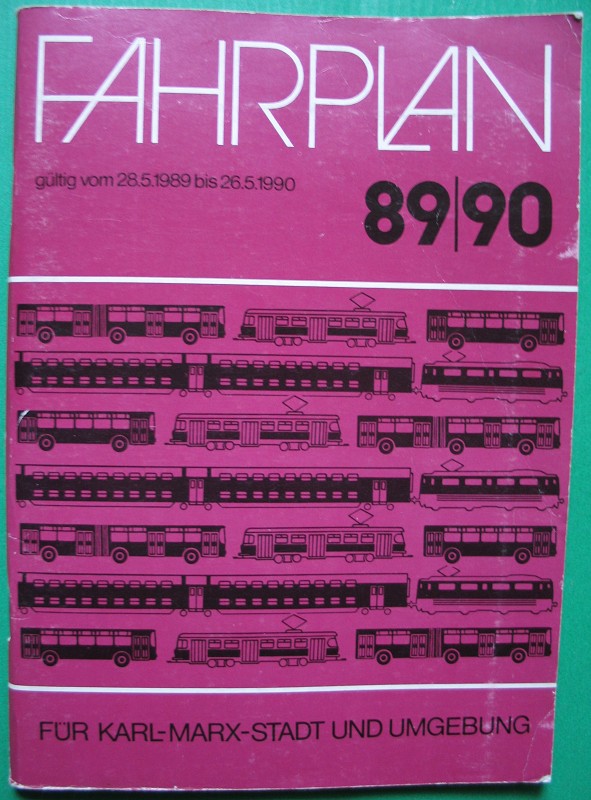 FAHRPLAN
gültig vom 28.5.1989 bis 26.5.1990
89|90
FÜR KARL-MARX-STADT UND UMGEBUNG